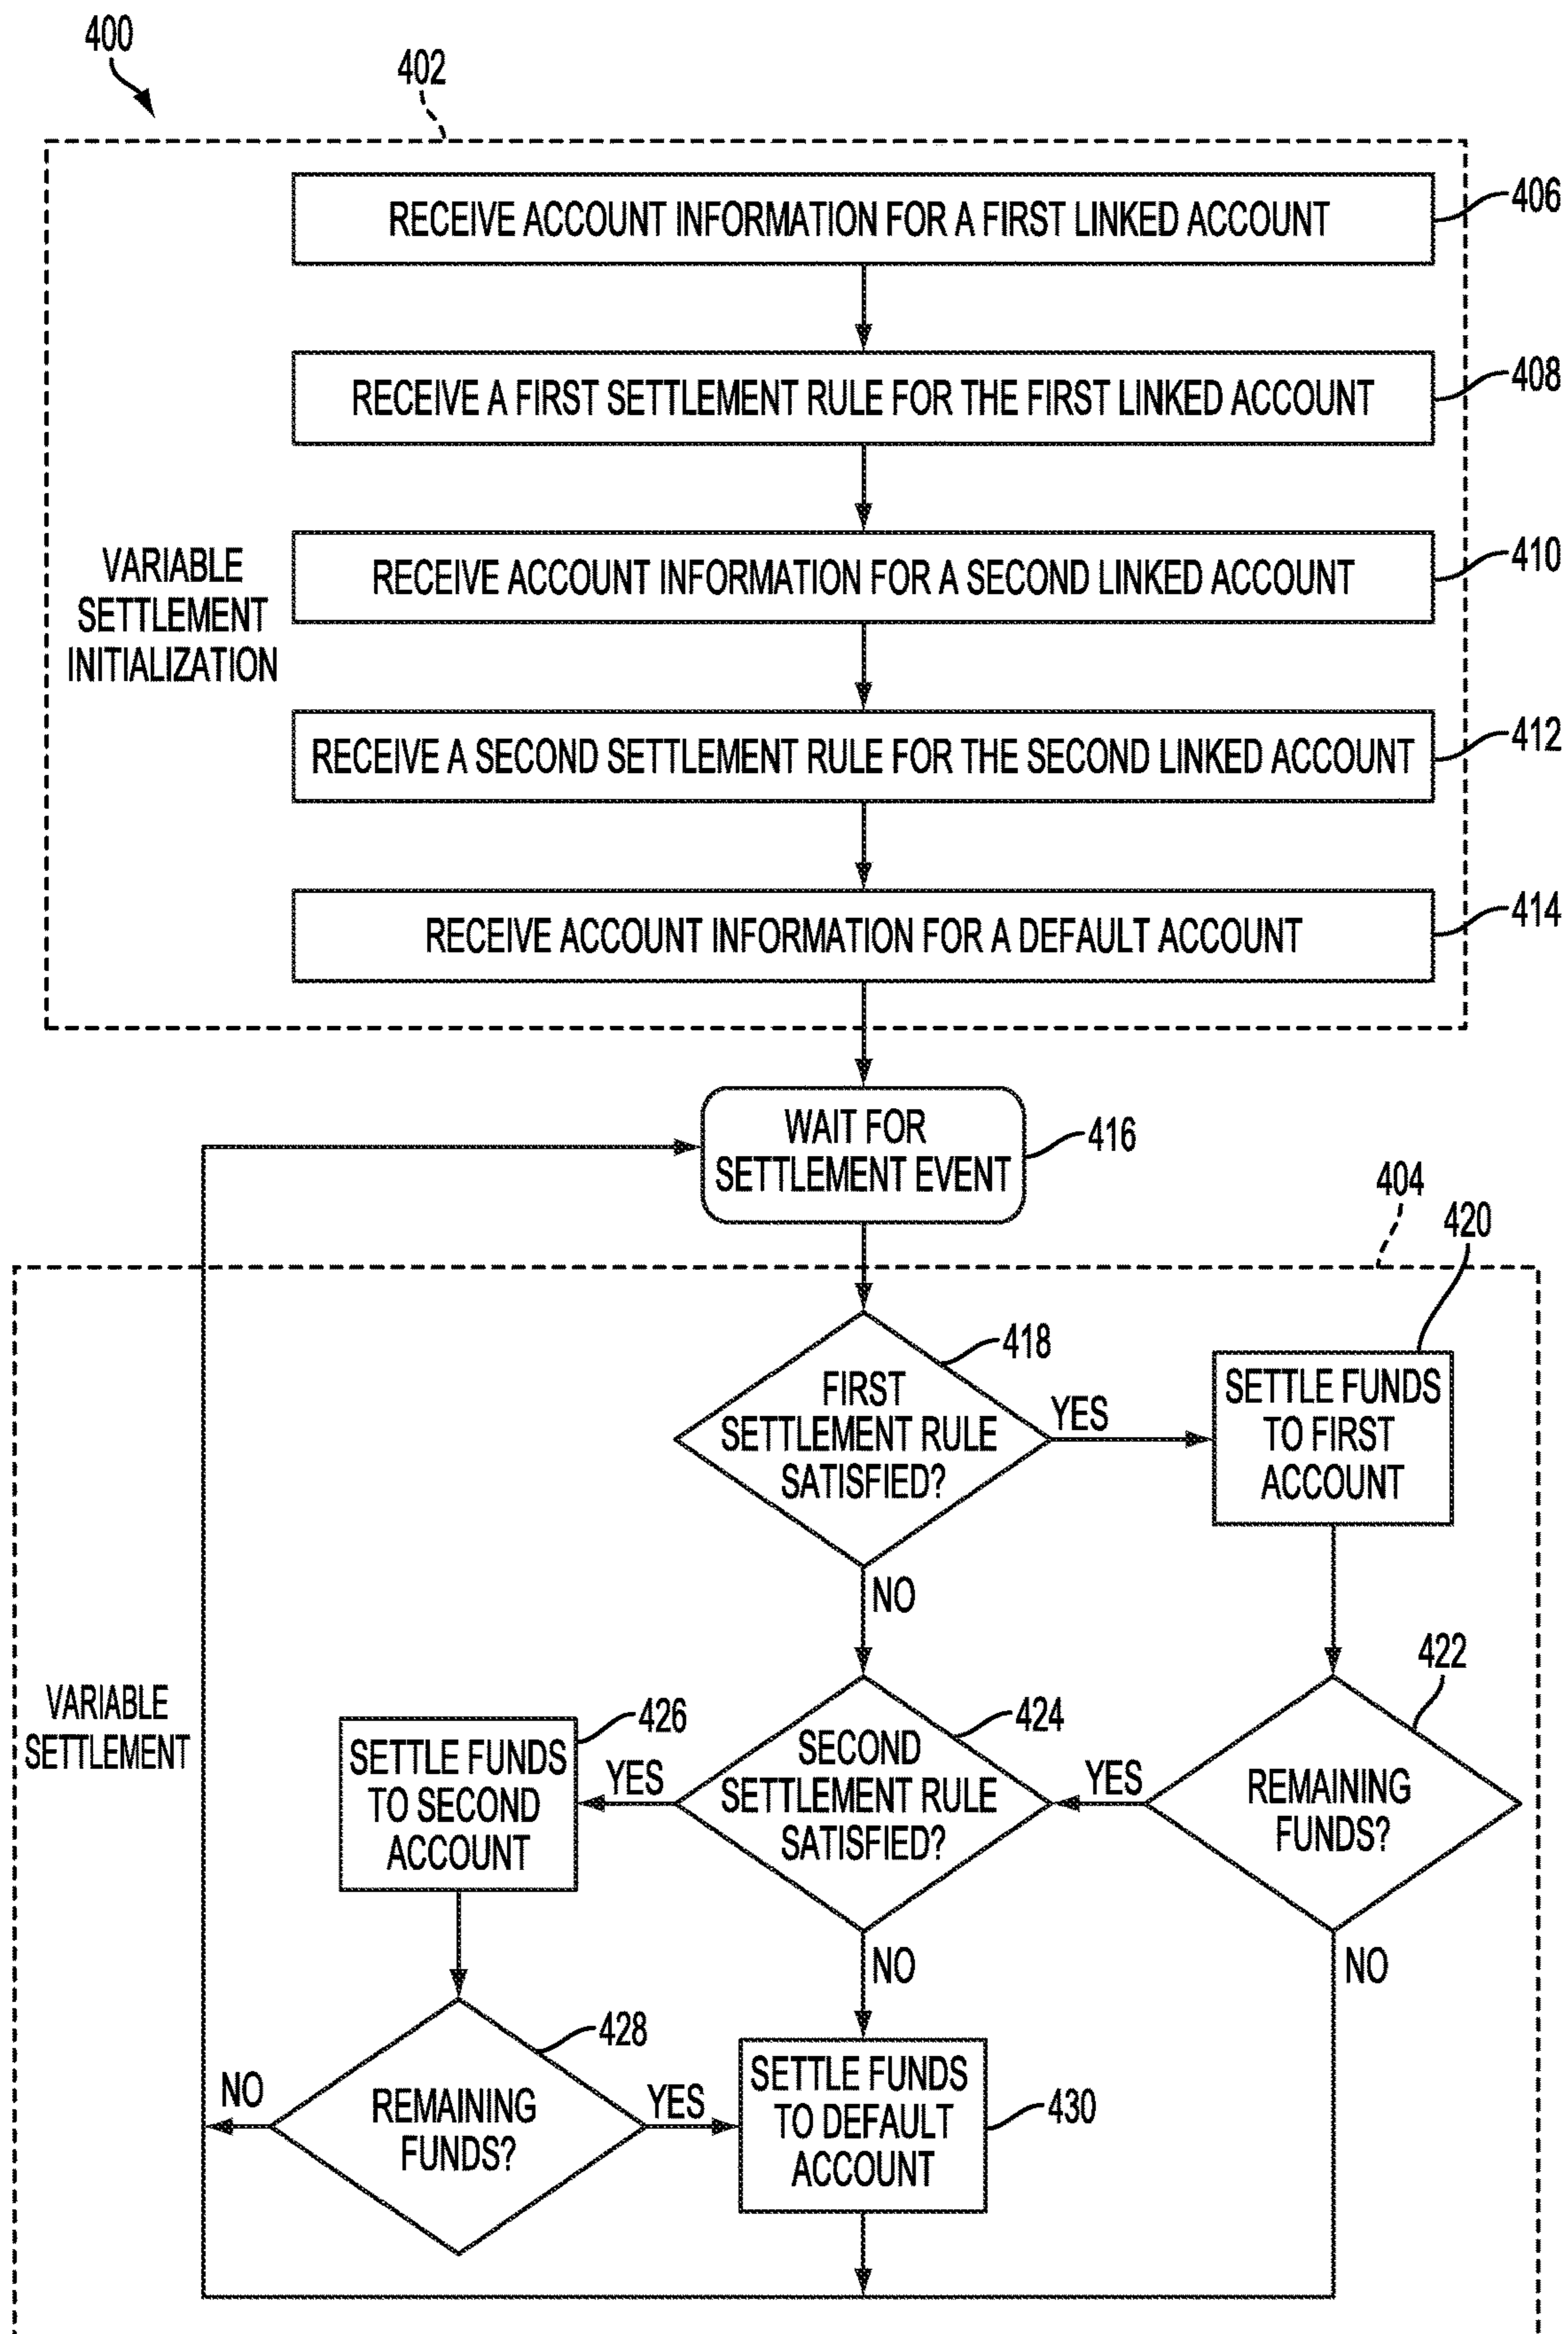 400
402
RECEIVE ACCOUNT INFORMATION FOR A FIRST LINKED ACCOUNT
406
RECEIVE A FIRST SETTLEMENT RULE FOR THE FIRST LINKED ACCOUNT
408
VARIABLE
SETTLEMENT
INITIALIZATION
RECEIVE ACCOUNT INFORMATION FOR A SECOND LINKED ACCOUNT
410
RECEIVE A SECOND SETTLEMENT RULE FOR THE SECOND LINKED ACCOUNT
412
RECEIVE ACCOUNT INFORMATION FOR A DEFAULT ACCOUNT
414
WAIT FOR
SETTLEMENT EVENT
416
404
420
418
FIRST
SETTLEMENT RULE
SATISFIED?
YES
SETTLE FUNDS
TO FIRST
ACCOUNT
NO
422
VARIABLE
SETTLEMENT
426
SETTLE FUNDS
TO SECOND
ACCOUNT
YES
424
SECOND
SETTLEMENT RULE
SATISFIED?
YES
REMAINING
FUNDS?
NO
NO
428
NO
REMAINING
FUNDS?
YES
SETTLE FUNDS
TO DEFAULT
ACCOUNT
430